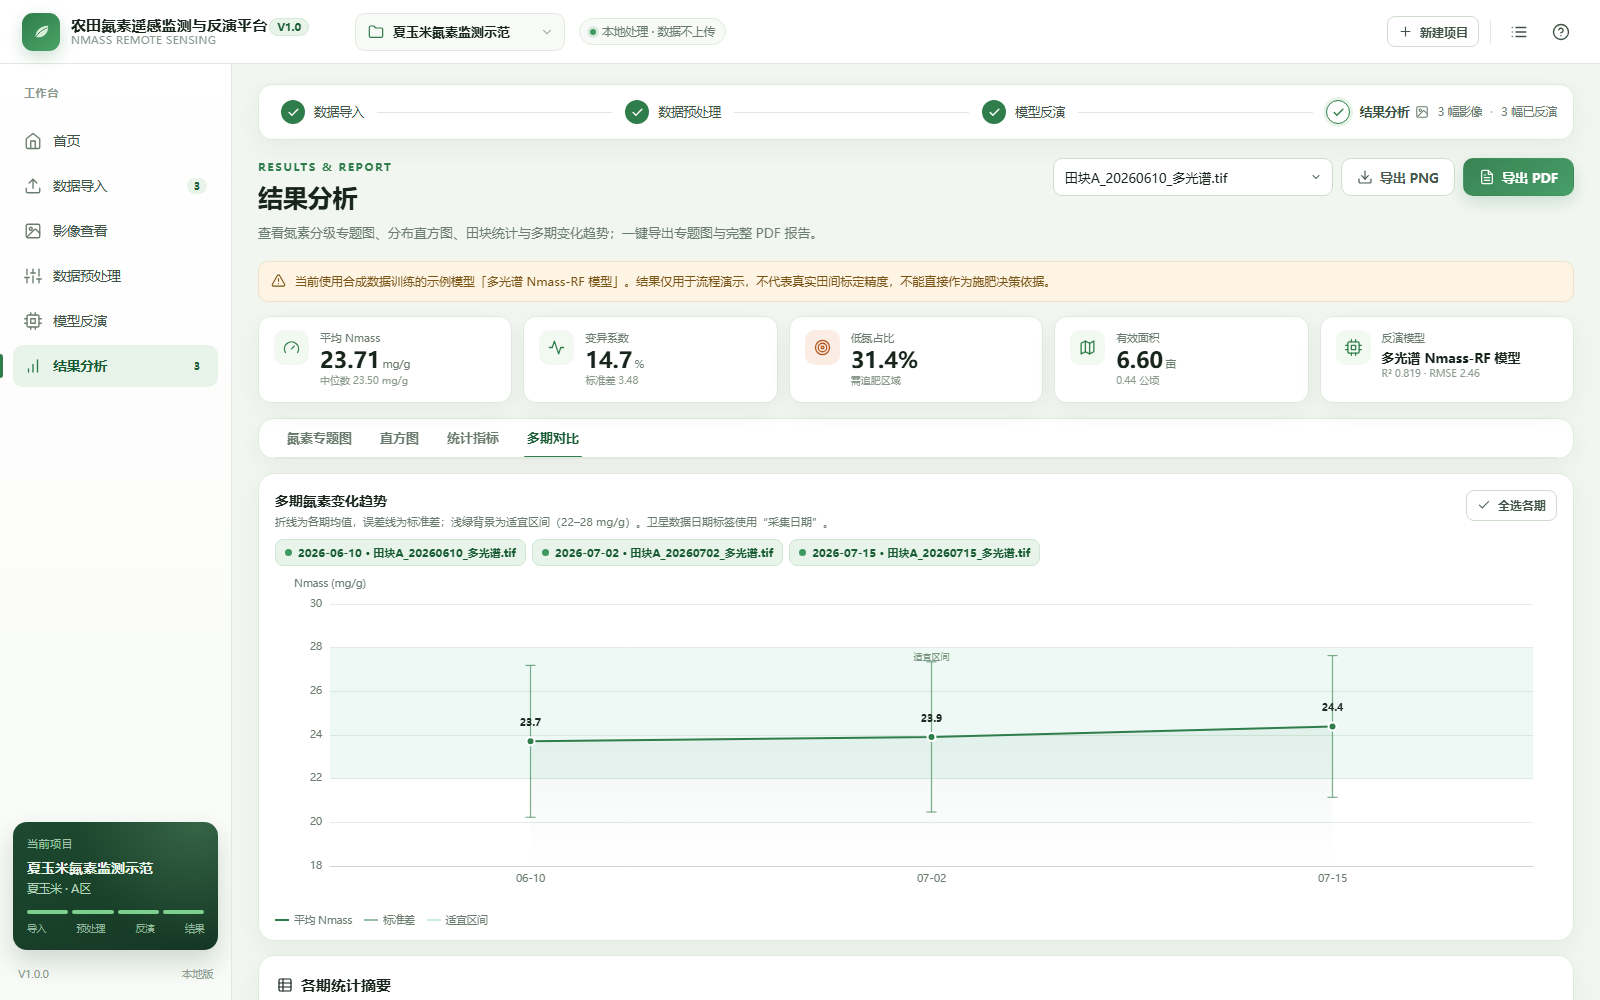 农田氮素遥感监测与反演平台 V1.0
NMASS REMOTE SENSING
夏玉米氮素监测示范
本地处理 · 数据不上传
新建项目
工作台
首页
数据导入 3
影像查看
数据预处理
模型反演
结果分析 3
当前项目
夏玉米氮素监测示范
夏玉米 · A区
导入 预处理 反演 结果
V1.0.0 本地版
数据导入 数据预处理 模型反演 结果分析 3 幅影像 · 3 幅已反演
RESULTS & REPORT
结果分析
查看氮素分级专题图、分布直方图、田块统计与多期变化趋势；一键导出专题图与完整 PDF 报告。
田块A_20260610_多光谱.tif
导出 PNG
导出 PDF
当前使用合成数据训练的示例模型「多光谱 Nmass-RF 模型」。结果仅用于流程演示，不代表真实田间标定精度，不能直接作为施肥决策依据。
平均 Nmass
23.71 mg/g
中位数 23.50 mg/g
变异系数
14.7 %
标准差 3.48
低氮占比
31.4%
需追肥区域
有效面积
6.60 亩
0.44 公顷
反演模型
多光谱 Nmass-RF 模型
R² 0.819 · RMSE 2.46
氮素专题图 直方图 统计指标 多期对比
多期氮素变化趋势
折线为各期均值，误差线为标准差；浅绿背景为适宜区间（22–28 mg/g）。卫星数据日期标签使用“采集日期”。
全选各期
2026-06-10 • 田块A_20260610_多光谱.tif
2026-07-02 • 田块A_20260702_多光谱.tif
2026-07-15 • 田块A_20260715_多光谱.tif
Nmass (mg/g)
30
28
26
24
22
20
18
适宜区间
23.7
23.9
24.4
06-10 07-02 07-15
平均 Nmass 标准差 适宜区间
各期统计摘要